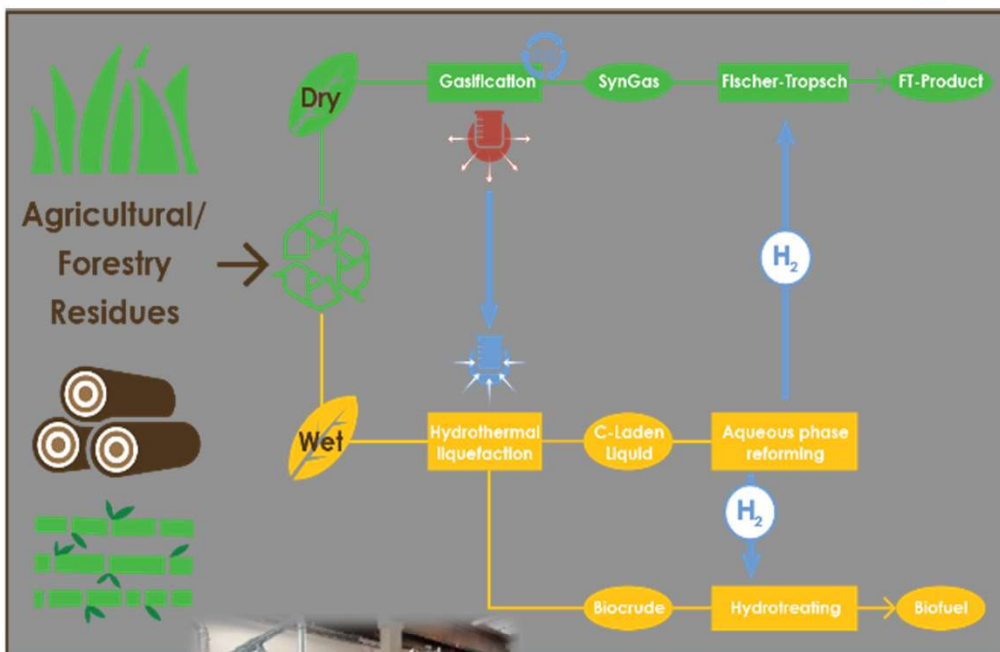 Agricultural/
Forestry
Residues
Dry
Gasification
SynGas
Fischer-Tropsch
FT-Product
H₂
Wet
Hydrothermal
liquefaction
C-Laden
Liquid
Aqueous phase
reforming
H₂
Biocrude
Hydrotreating
Biofuel